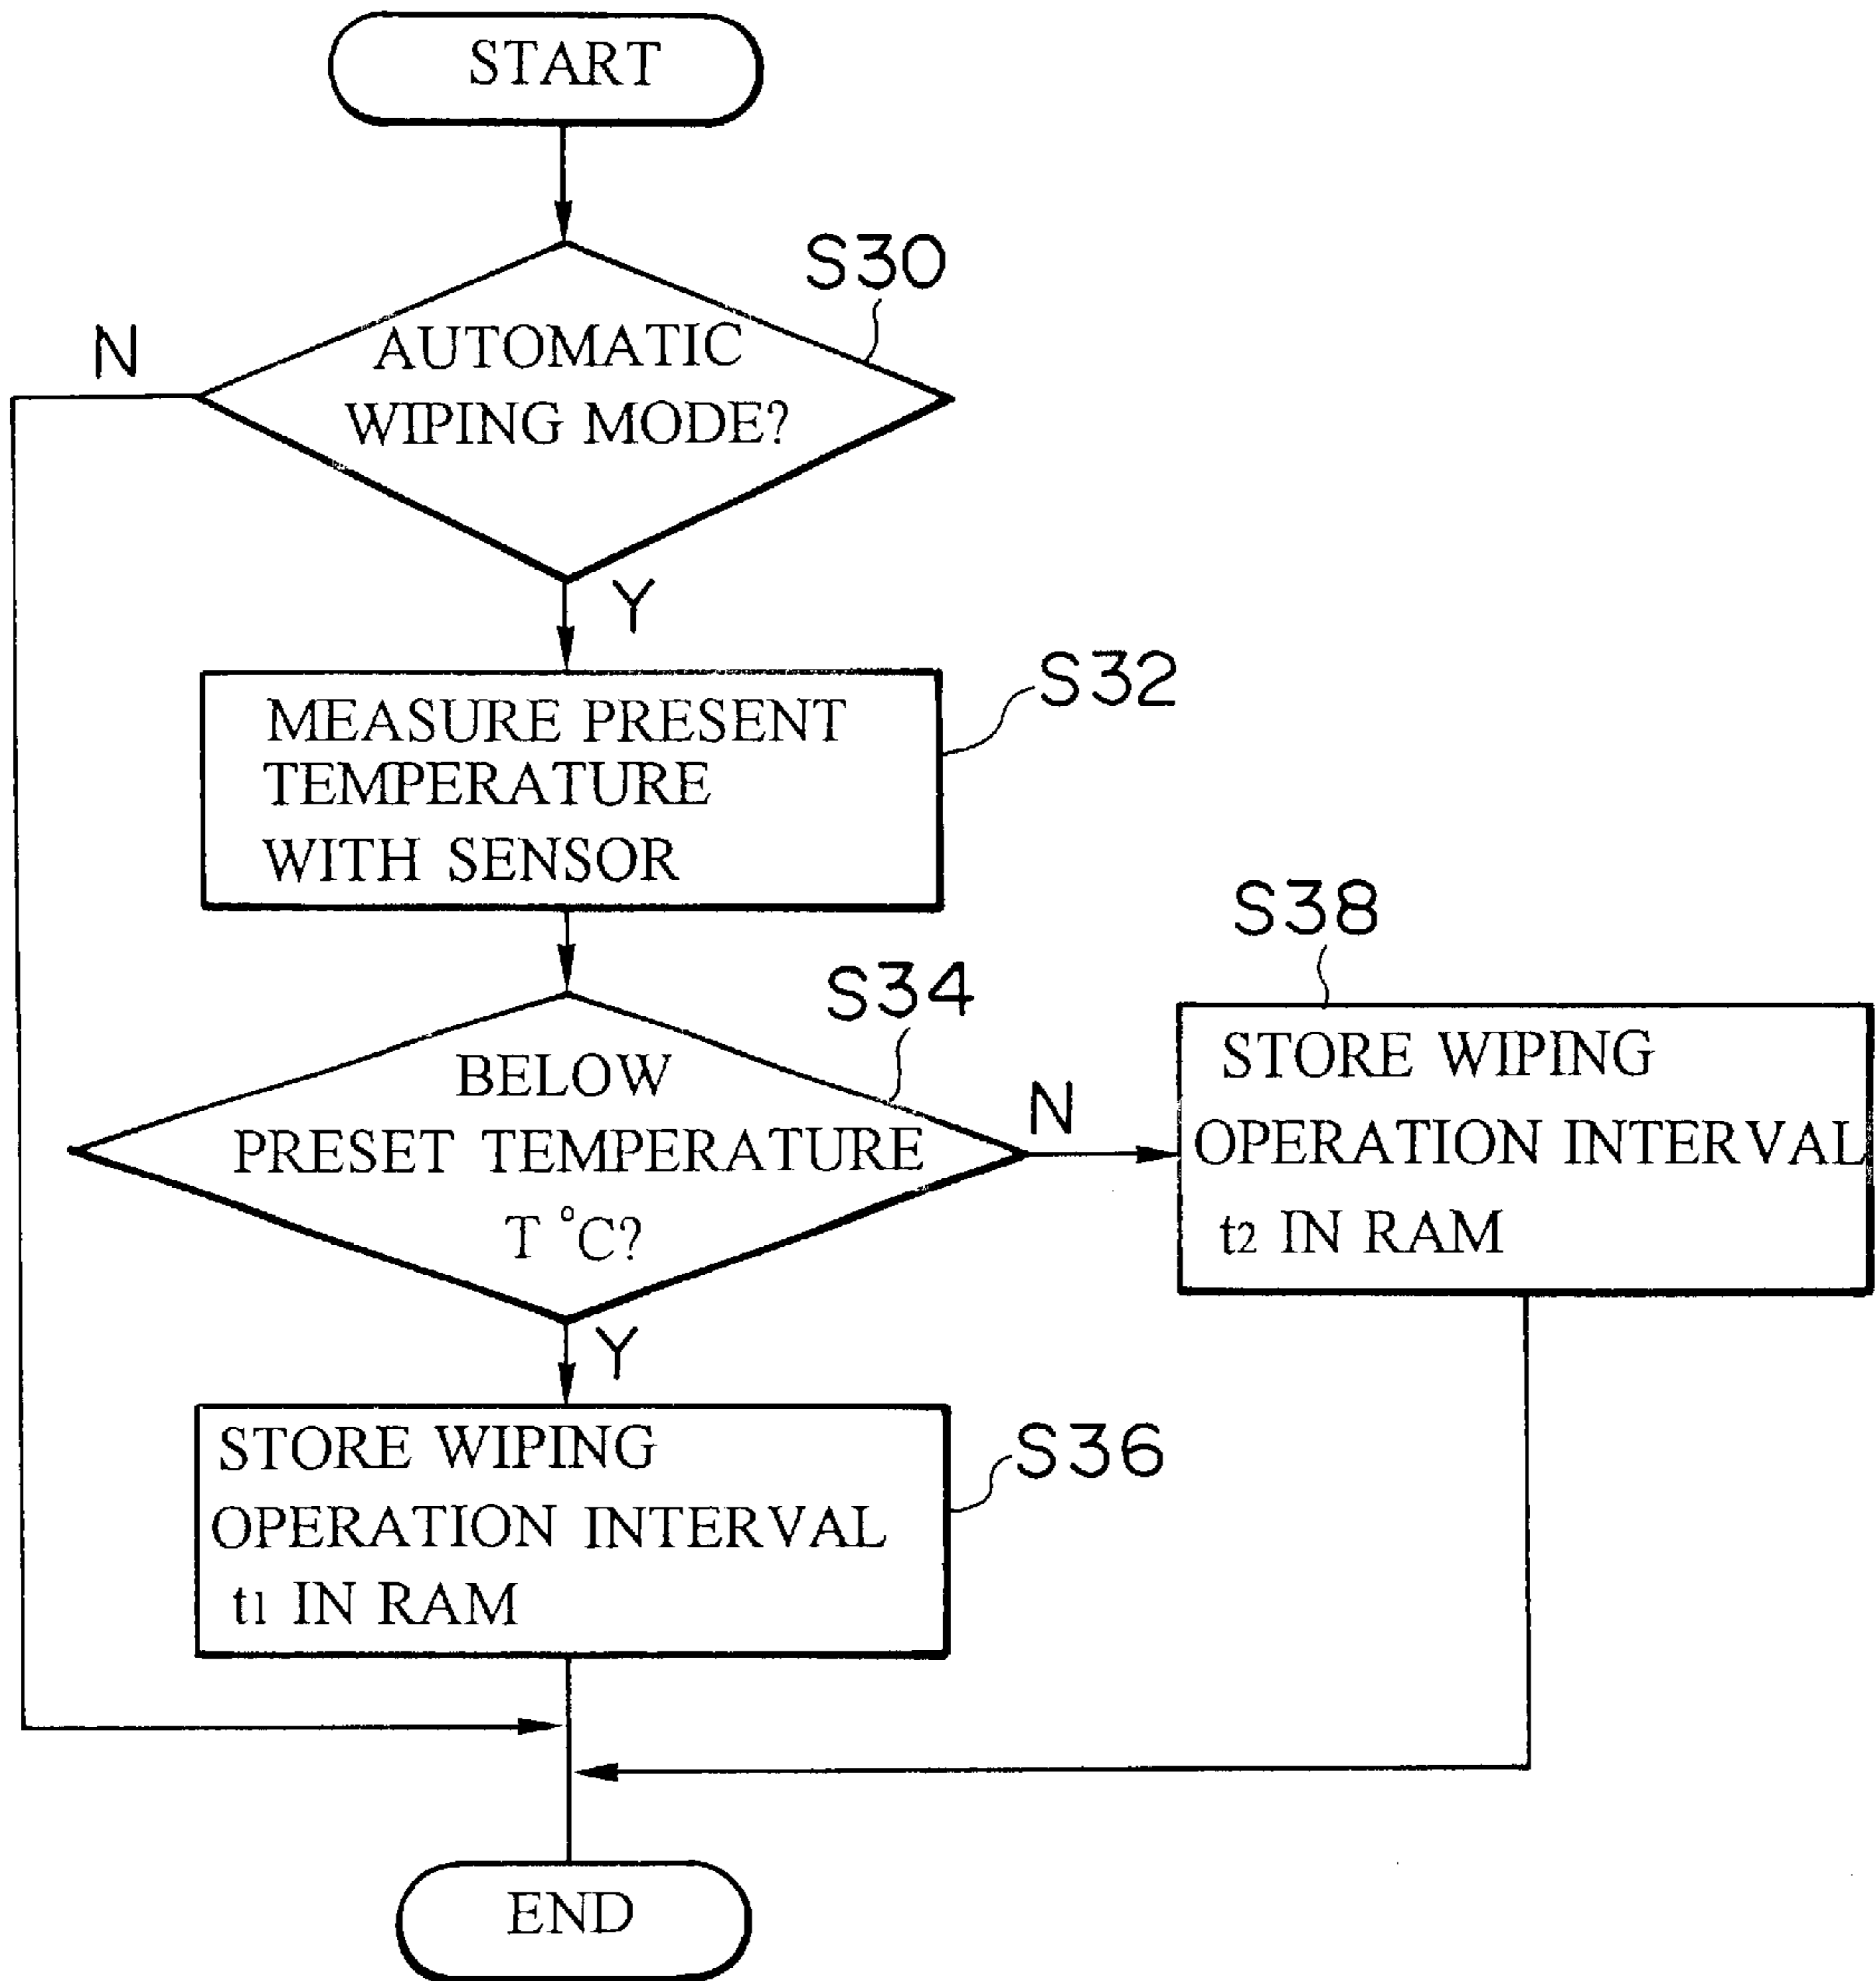 START
S30
AUTOMATIC
WIPING MODE?
N
Y
S32
MEASURE PRESENT
TEMPERATURE
WITH SENSOR
S34
BELOW
PRESET TEMPERATURE
T °C?
N
S38
STORE WIPING
OPERATION INTERVAL
t2 IN RAM
Y
S36
STORE WIPING
OPERATION INTERVAL
t1 IN RAM
END